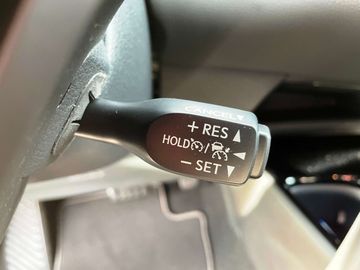 CANCEL
+ RES
HOLD /
- SET